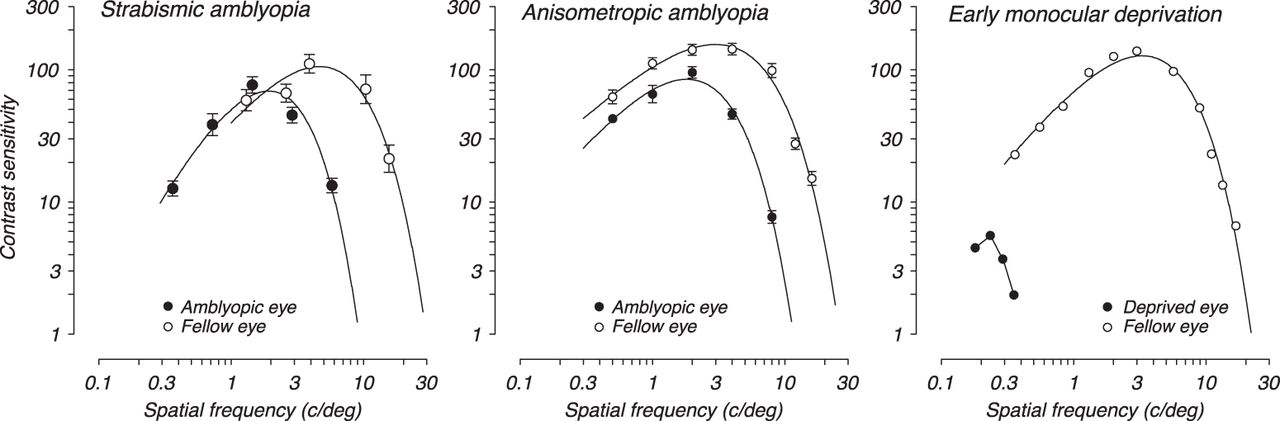 Strabismic amblyopia
Anisometropic amblyopia
Early monocular deprivation
Contrast sensitivity
300
100
30
10
3
1
Amblyopic eye
Fellow eye
0.1 0.3 1 3 10 30
Spatial frequency (c/deg)
300
100
30
10
3
1
Amblyopic eye
Fellow eye
0.1 0.3 1 3 10 30
Spatial frequency (c/deg)
300
100
30
10
3
1
Deprived eye
Fellow eye
0.1 0.3 1 3 10 30
Spatial frequency (c/deg)